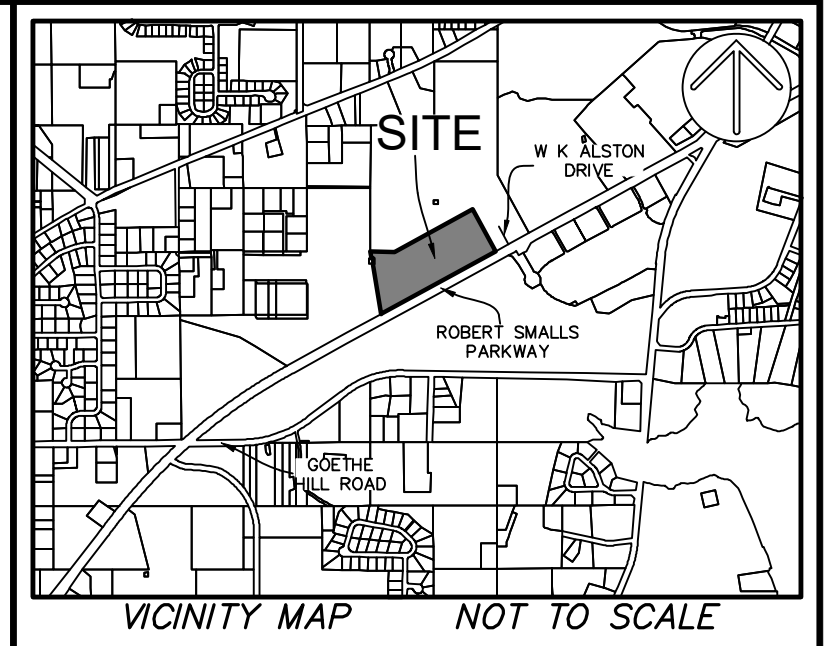 SITE
W K ALSTON
DRIVE
ROBERT SMALLS
PARKWAY
GOETHE
HILL ROAD
VICINITY MAP NOT TO SCALE